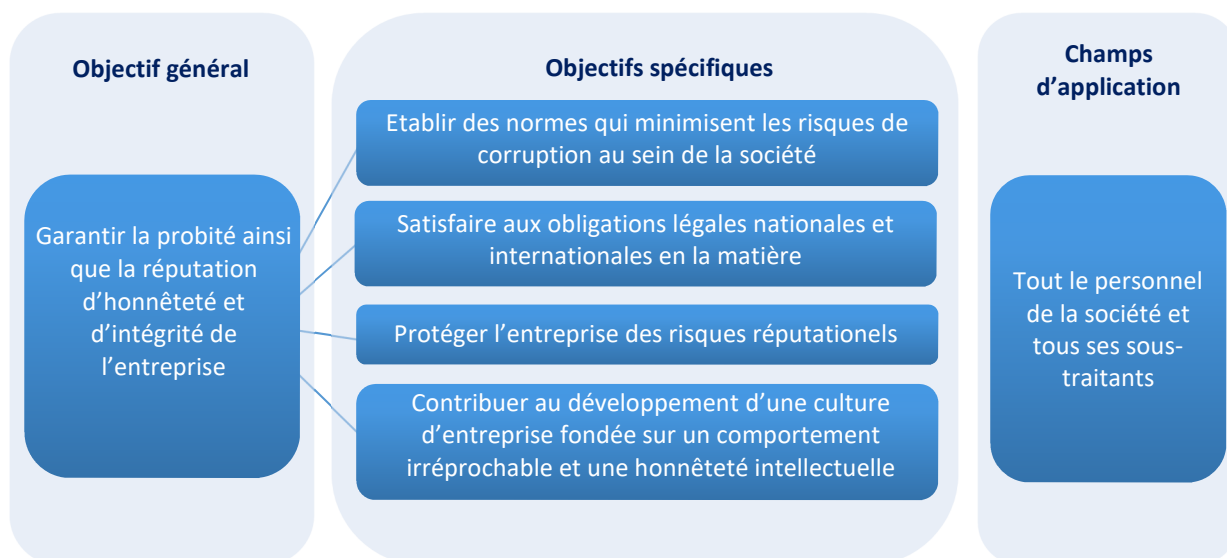 Objectif général
Garantir la probité ainsi
que la réputation
d’honnêteté et
d’intégrité de
l’entreprise
Objectifs spécifiques
Etablir des normes qui minimisent les risques de
corruption au sein de la société
Satisfaire aux obligations légales nationales et
internationales en la matière
Protéger l’entreprise des risques réputationels
Contribuer au développement d’une culture
d’entreprise fondée sur un comportement
irréprochable et une honnêteté intellectuelle
Champs
d’application
Tout le personnel
de la société et
tous ses sous-
traitants